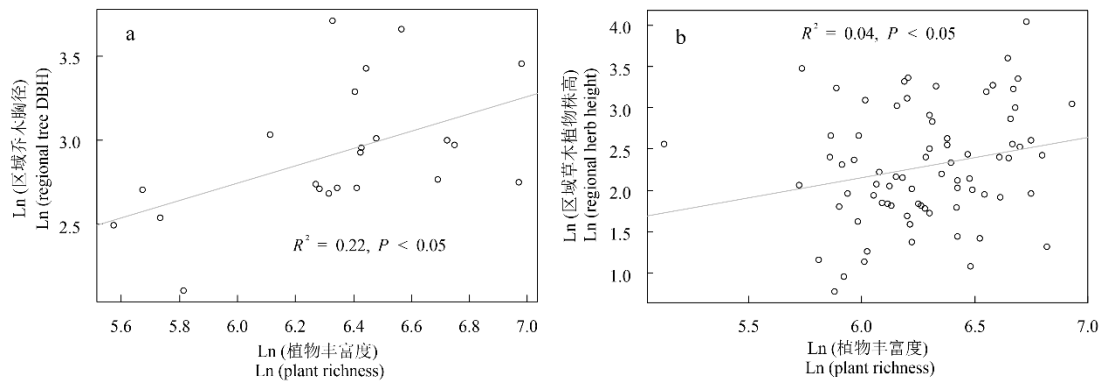 a
Ln (区域乔木胸径)
Ln (regional tree DBH)
3.5
3.0
2.5
R² = 0.22, P < 0.05
5.6 5.8 6.0 6.2 6.4 6.6 6.8 7.0
Ln (植物丰富度)
Ln (plant richness)
b
Ln (区域草本植物株高)
Ln (regional herb height)
4.0
3.5
3.0
2.5
2.0
1.5
1.0
R² = 0.04, P < 0.05
5.5 6.0 6.5 7.0
Ln (植物丰富度)
Ln (plant richness)